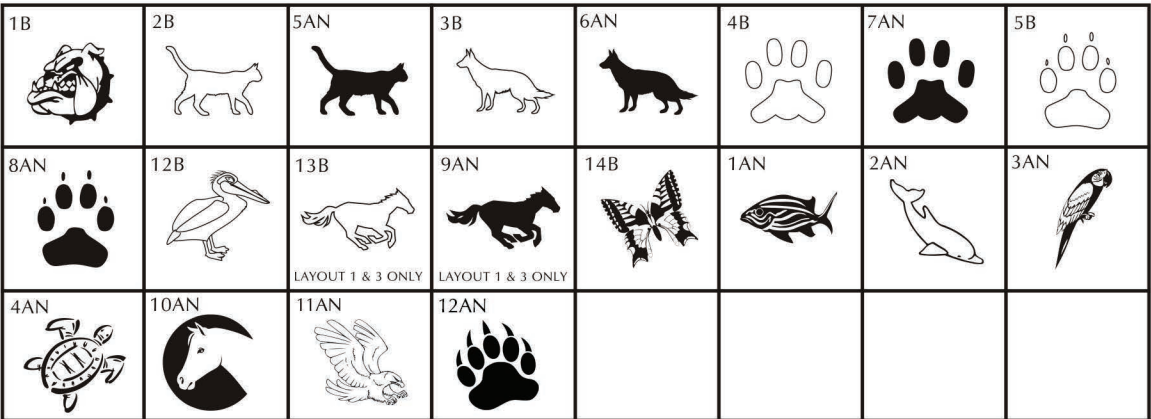 1B
2B
5AN
3B
6AN
4B
7AN
5B
8AN
12B
13B
LAYOUT 1 & 3 ONLY
9AN
LAYOUT 1 & 3 ONLY
14B
1AN
2AN
3AN
4AN
10AN
11AN
12AN